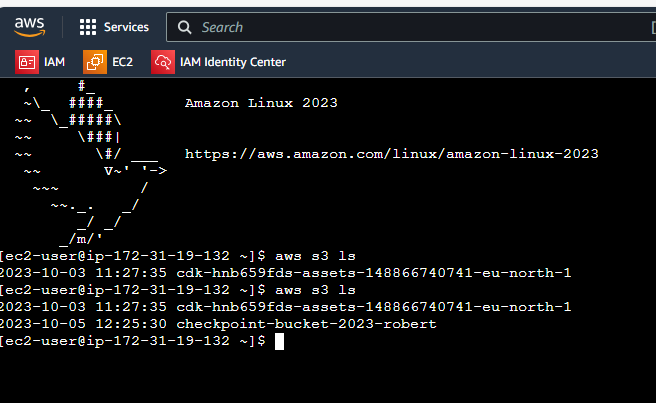 aws
Services
Search
IAM
EC2
IAM Identity Center
   ,     #_
   ~\_  ####_        Amazon Linux 2023
  ~~  \_#####\
  ~~     \###|
  ~~       \#/ ___   https://aws.amazon.com/linux/amazon-linux-2023
   ~~       V~' '->
    ~~~         /
      ~~._.   _/
         _/ _/
       _/m/'
[ec2-user@ip-172-31-19-132 ~]$ aws s3 ls
2023-10-03 11:27:35 cdk-hnb659fds-assets-148866740741-eu-north-1
[ec2-user@ip-172-31-19-132 ~]$ aws s3 ls
2023-10-03 11:27:35 cdk-hnb659fds-assets-148866740741-eu-north-1
2023-10-05 12:25:30 checkpoint-bucket-2023-robert
[ec2-user@ip-172-31-19-132 ~]$